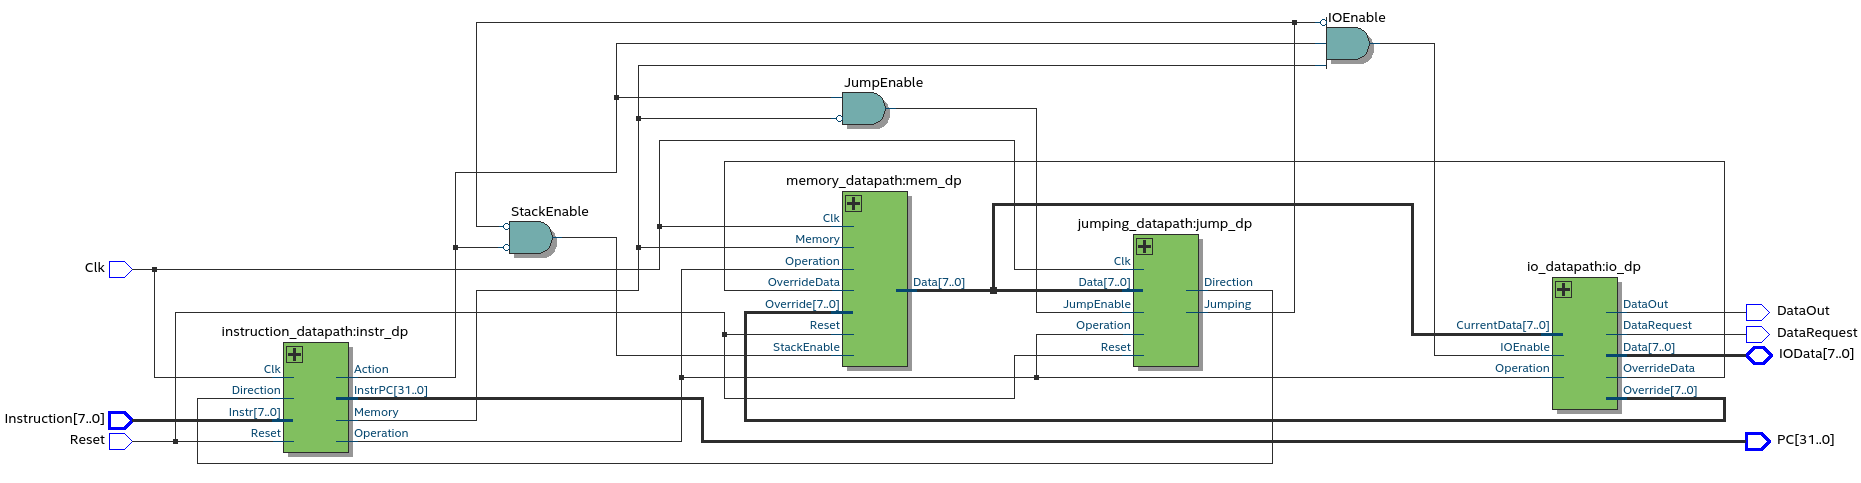 IOEnable
JumpEnable
memory_datapath:mem_dp
StackEnable
Clk
jumping_datapath:jump_dp
Memory
Clk
Operation
Clk
io_datapath:io_dp
OverrideData
Data[7..0]
Data[7..0]
Direction
Override[7..0]
JumpEnable
Jumping
DataOut
DataOut
instruction_datapath:instr_dp
Reset
Operation
CurrentData[7..0]
DataRequest
DataRequest
StackEnable
Reset
IOEnable
Data[7..0]
IOData[7..0]
Clk
Action
Operation
OverrideData
Direction
InstrPC[31..0]
Override[7..0]
Instruction[7..0]
Instr[7..0]
Memory
Reset
Reset
Operation
PC[31..0]